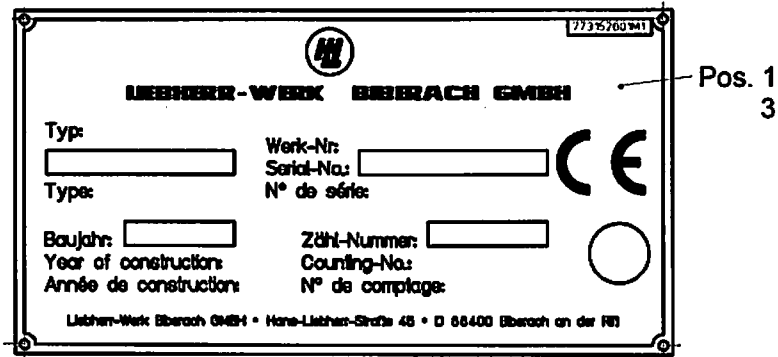 773152601M1
LIEBHERR-WERK BIBERACH GMBH
Pos. 1
3
Typ:
Type:
Werk-Nr:
Serial-No.:
N° de série:
CE
Baujahr:
Year of construction:
Année de construction:
Zähl-Nummer:
Counting-No.:
N° de comptage:
Liebherr-Werk Biberach GMBH • Hans-Liebherr-Straße 45 • D 88400 Biberach an der Riß